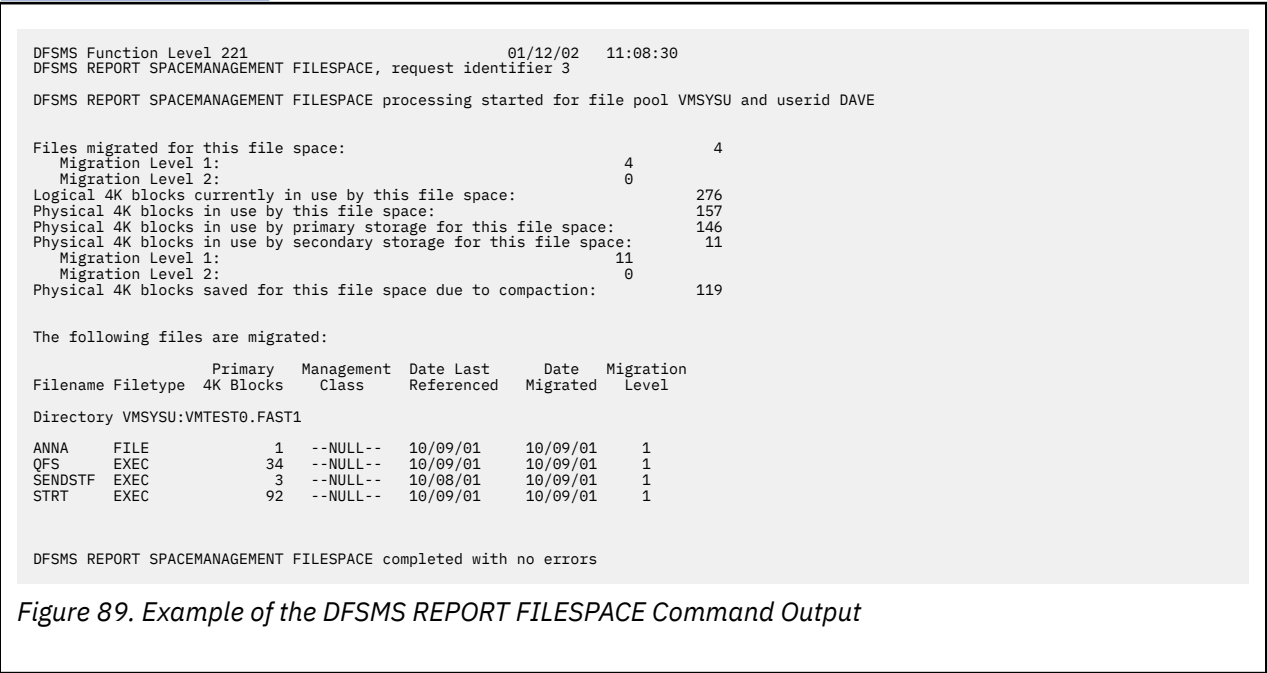 DFSMS Function Level 221 01/12/02 11:08:30
DFSMS REPORT SPACEMANAGEMENT FILESPACE, request identifier 3
DFSMS REPORT SPACEMANAGEMENT FILESPACE processing started for file pool VMSYSU and userid DAVE
Files migrated for this file space: 4
Migration Level 1: 4
Migration Level 2: 0
Logical 4K blocks currently in use by this file space: 276
Physical 4K blocks in use by this file space: 157
Physical 4K blocks in use by primary storage for this file space: 146
Physical 4K blocks in use by secondary storage for this file space: 11
Migration Level 1: 11
Migration Level 2: 0
Physical 4K blocks saved for this file space due to compaction: 119
The following files are migrated:
Primary Management Date Last Date Migration
Filename Filetype 4K Blocks Class Referenced Migrated Level
Directory VMSYSU:VMTEST0.FAST1
ANNA FILE 1 --NULL-- 10/09/01 10/09/01 1
QFS EXEC 34 --NULL-- 10/09/01 10/09/01 1
SENDSTF EXEC 3 --NULL-- 10/08/01 10/09/01 1
STRT EXEC 92 --NULL-- 10/09/01 10/09/01 1
DFSMS REPORT SPACEMANAGEMENT FILESPACE completed with no errors
Figure 89. Example of the DFSMS REPORT FILESPACE Command Output